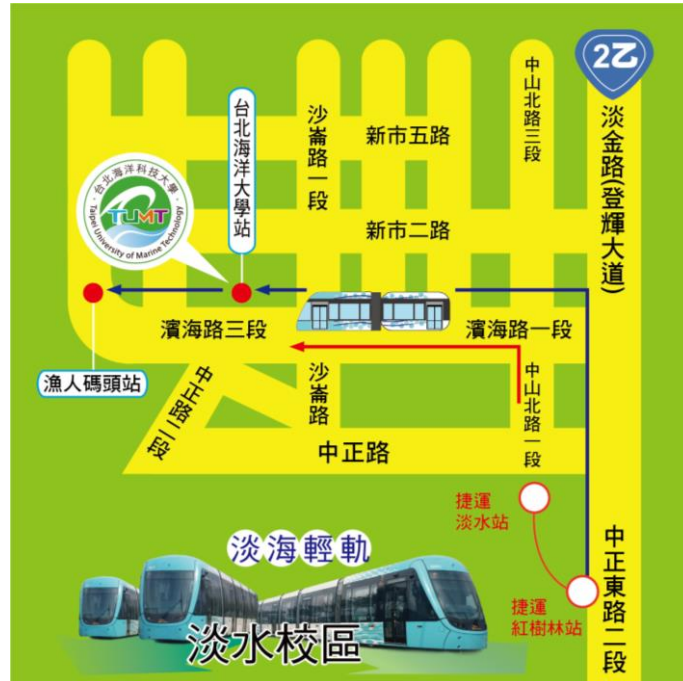 2乙
淡金路(登輝大道)
中山北路三段
沙崙路一段
新市五路
台北海洋大學站
台北海洋科技大學
TUMT
Taipei University of Marine Technology
新市二路
濱海路三段
濱海路一段
漁人碼頭站
中正路二段
沙崙路
中山北路一段
中正路
捷運
淡水站
淡海輕軌
捷運
紅樹林站
中正東路二段
淡水校區